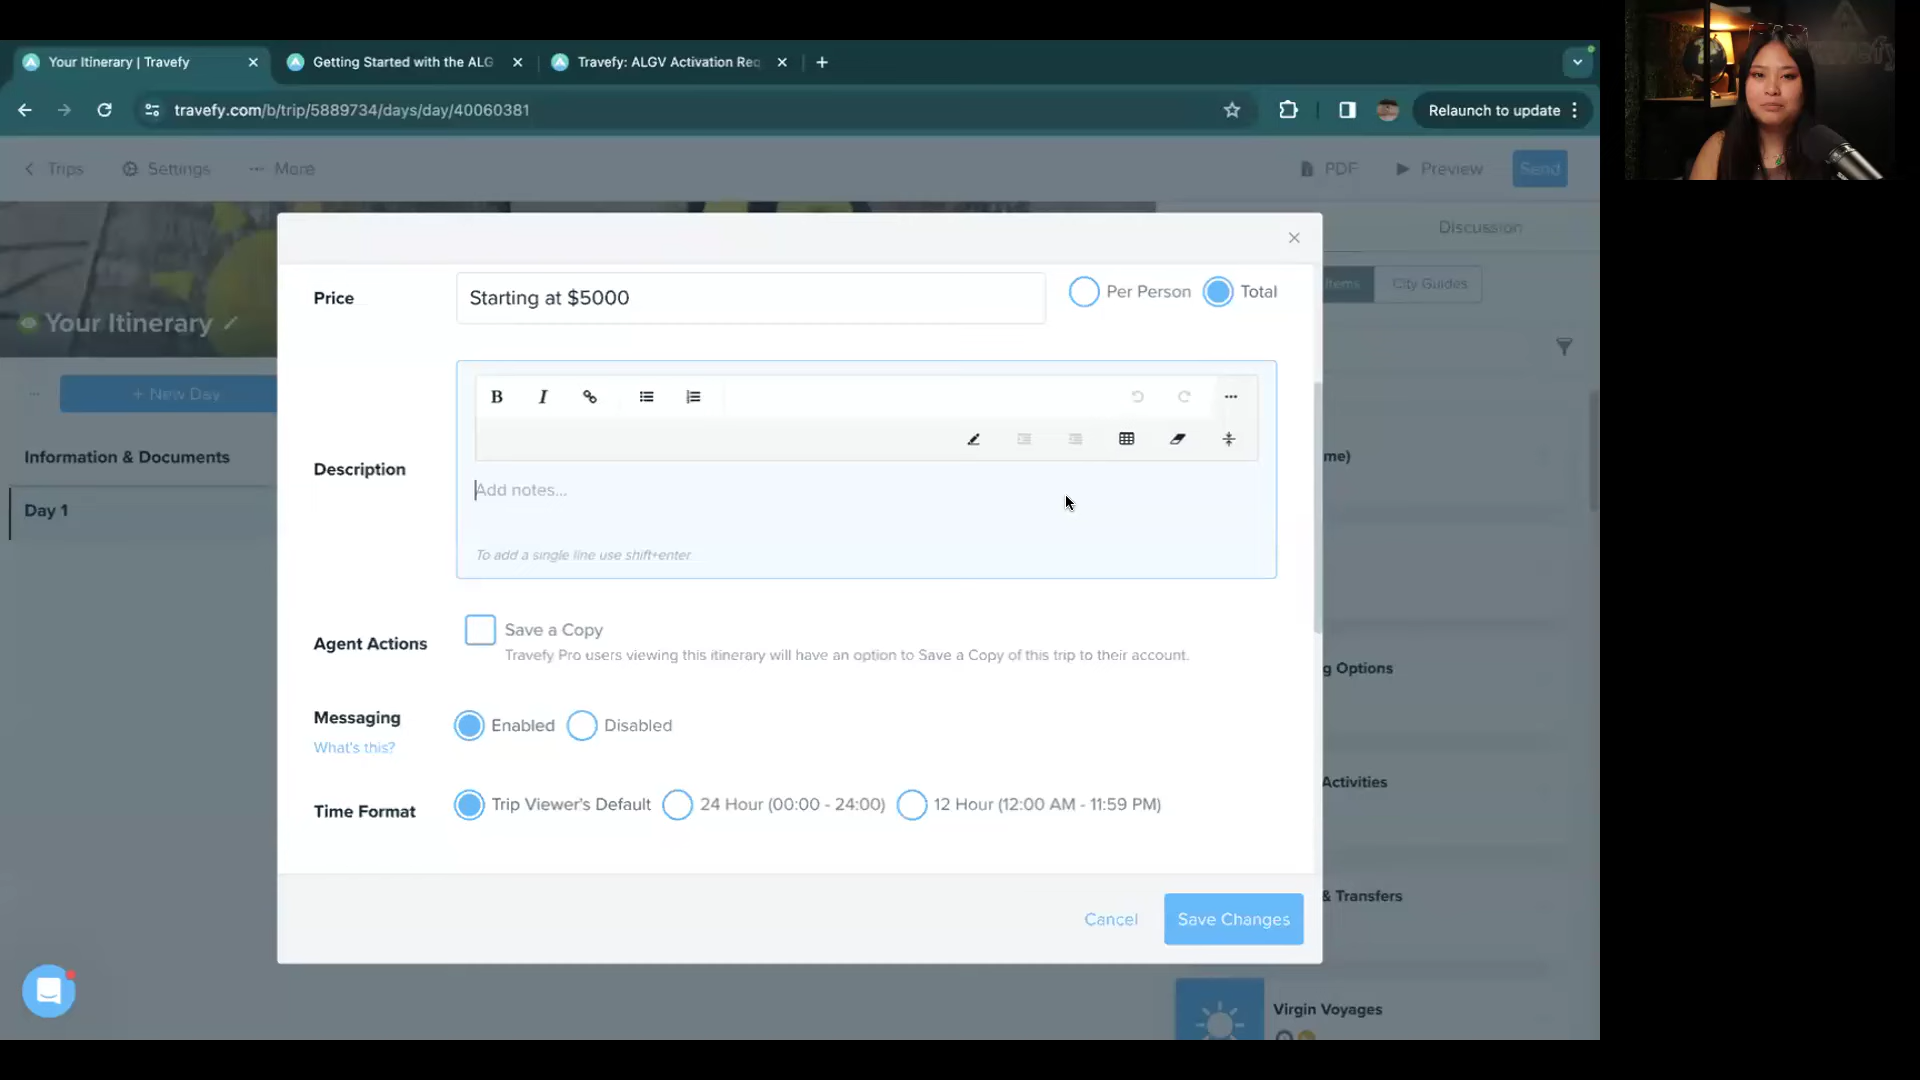 Your Itinerary | Travefy
Getting Started with the ALG
Travefy: ALGV Activation Req
travefy.com/b/trip/5889734/days/day/40060381
Relaunch to update
Trips
Settings
More
PDF
Preview
Send
Discussion
Price
Starting at $5000
Per Person
Total
Items
City Guides
Your Itinerary
+ New Day
B
I
Information & Documents
me)
Description
Add notes...
Day 1
To add a single line use shift+enter
Agent Actions
Save a Copy
Travefy Pro users viewing this itinerary will have an option to Save a Copy of this trip to their account.
g Options
Messaging
Enabled
Disabled
What's this?
Activities
Time Format
Trip Viewer's Default
24 Hour (00:00 - 24:00)
12 Hour (12:00 AM - 11:59 PM)
& Transfers
Cancel
Save Changes
Virgin Voyages